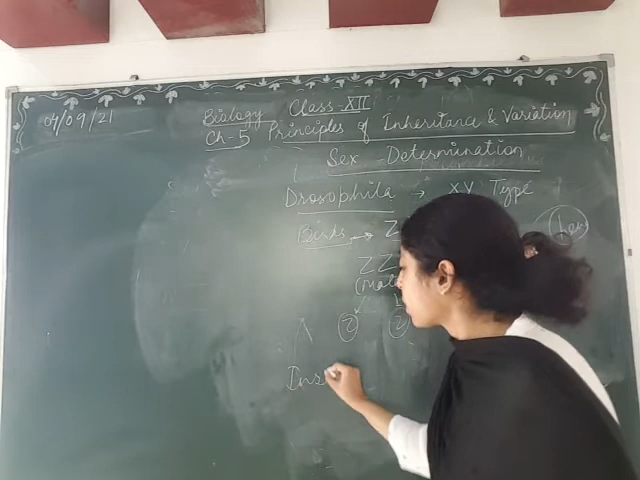 04/09/21
Class-XII
Biology
Ch-5 Principles of Inheritance & Variation
Sex Determination
Drosophila → XY Type
Birds → Z
ZZ
(Male
Z Z
Ins